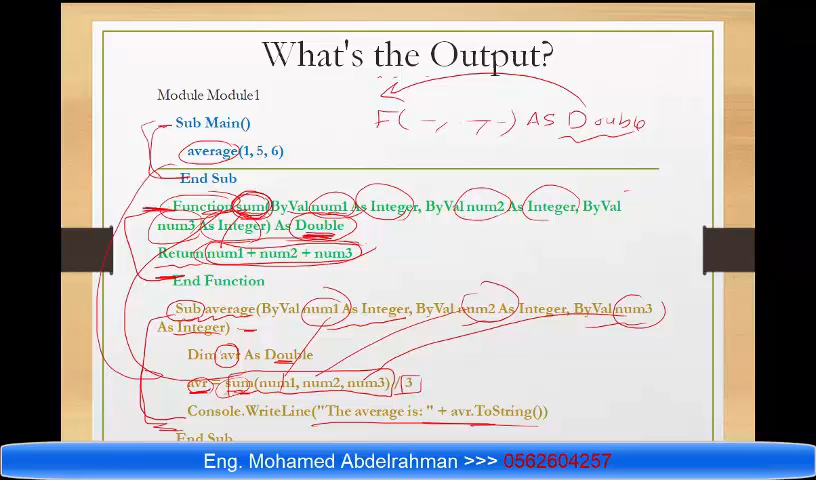 What's the Output?
Module Module1
F( –, –, –) AS Double
Sub Main()
average(1, 5, 6)
End Sub
Function sum(ByVal num1 As Integer, ByVal num2 As Integer, ByVal
num3 As Integer) As Double
Return num1 + num2 + num3
End Function
Sub average(ByVal num1 As Integer, ByVal num2 As Integer, ByVal num3
As Integer)
Dim avr As Double
avr = sum(num1, num2, num3) / 3
Console.WriteLine("The average is: " + avr.ToString())
End Sub
Eng. Mohamed Abdelrahman >>> 0562604257